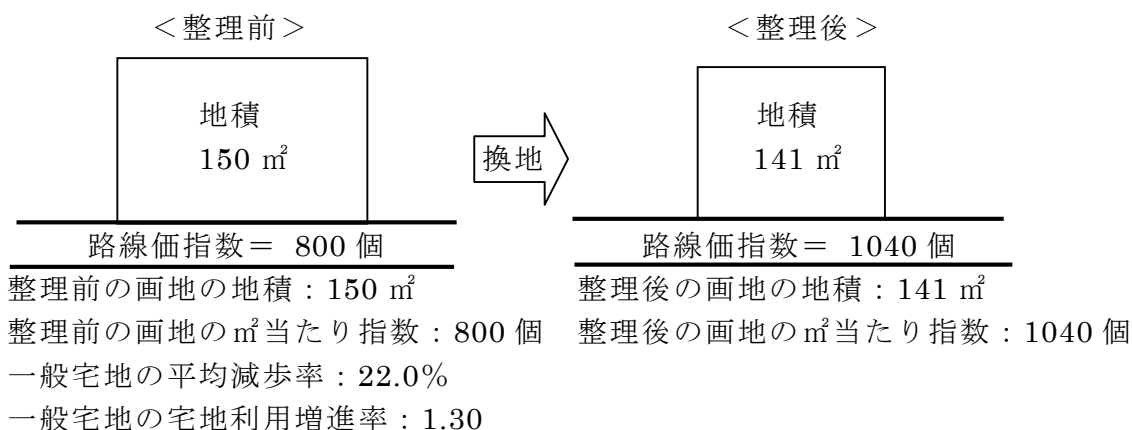 ＜整理前＞
＜整理後＞
地積
150 ㎡
換地
地積
141 ㎡
路線価指数＝ 800 個
路線価指数＝ 1040 個
整理前の画地の地積：150 ㎡
整理後の画地の地積：141 ㎡
整理前の画地の㎡当たり指数：800 個
整理後の画地の㎡当たり指数：1040 個
一般宅地の平均減歩率：22.0%
一般宅地の宅地利用増進率：1.30